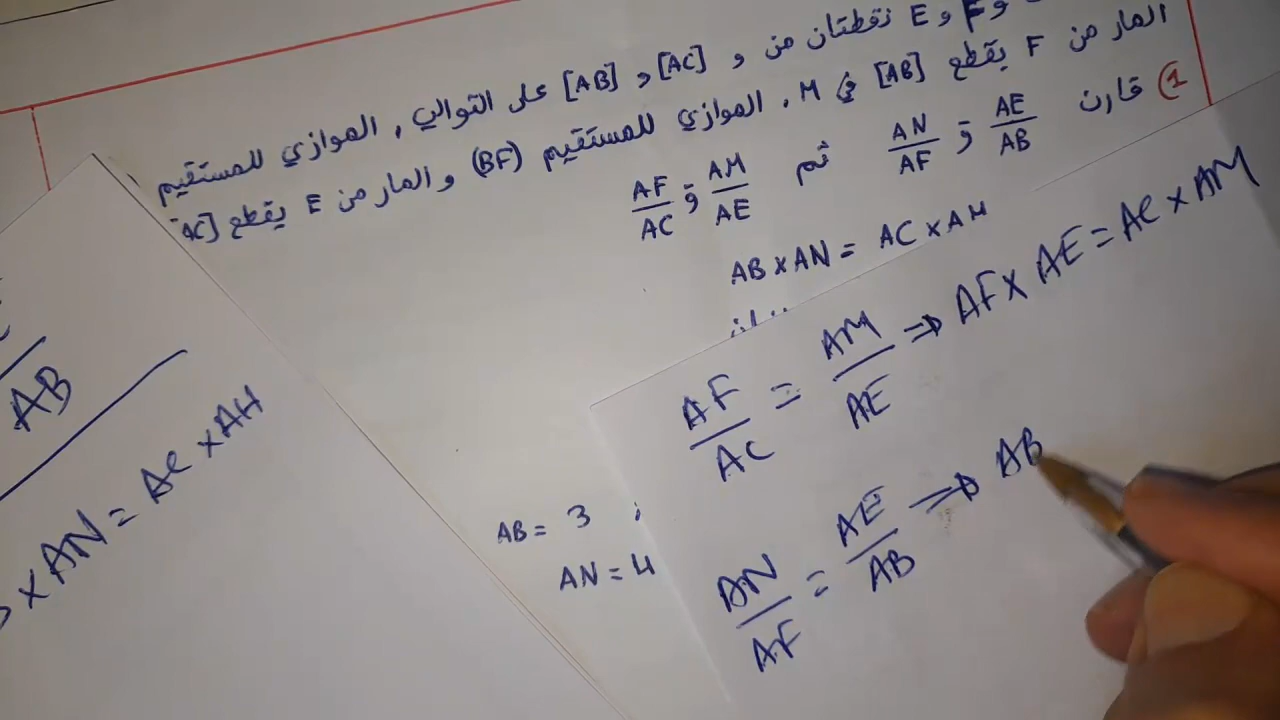 و F و E نقطتان من و [AC] و [AB] على التوالي , الموازي للمستقيم
المار من F يقطع [AB] في M . الموازي للمستقيم (BF) و المار من E يقطع AC]
1) قارن AE/AB و AN/AF ثم AM/AE و AF/AC
AB × AN = AC × AM
AF/AC = AM/AE ⇒ AF × AE = AC × AM
AN/AF = AE/AB ⇒ AB
AB = 3 ;
AN = 4
AB
× AN = AC × AM